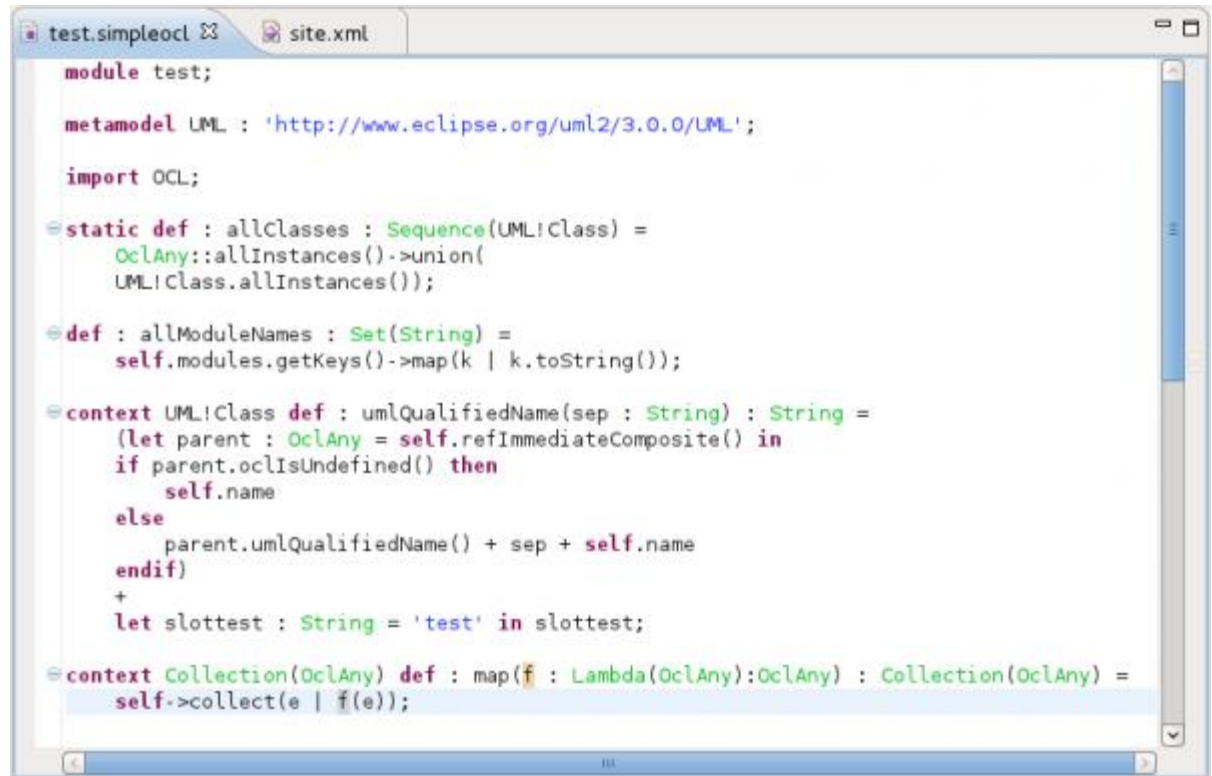 test.simpleocl site.xml
module test;
metamodel UML : 'http://www.eclipse.org/uml2/3.0.0/UML';
import OCL;
static def : allClasses : Sequence(UML!Class) =
OclAny::allInstances()->union(
UML!Class.allInstances());
def : allModuleNames : Set(String) =
self.modules.getKeys()->map(k | k.toString());
context UML!Class def : umlQualifiedName(sep : String) : String =
(let parent : OclAny = self.refImmediateComposite() in
if parent.oclIsUndefined() then
self.name
else
parent.umlQualifiedName() + sep + self.name
endif)
+
let slottest : String = 'test' in slottest;
context Collection(OclAny) def : map(f : Lambda(OclAny):OclAny) : Collection(OclAny) =
self->collect(e | f(e));